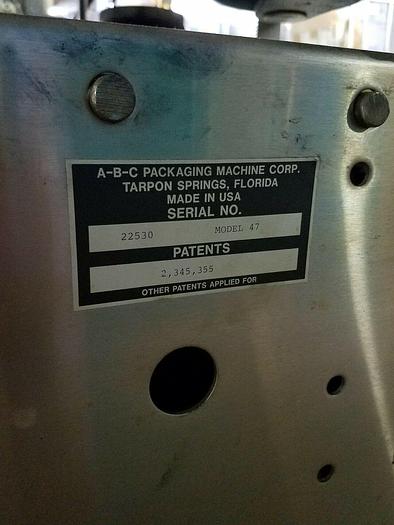 A-B-C PACKAGING MACHINE CORP.
TARPON SPRINGS, FLORIDA
MADE IN USA
SERIAL NO.
22530 MODEL 47
PATENTS
2,345,355
OTHER PATENTS APPLIED FOR